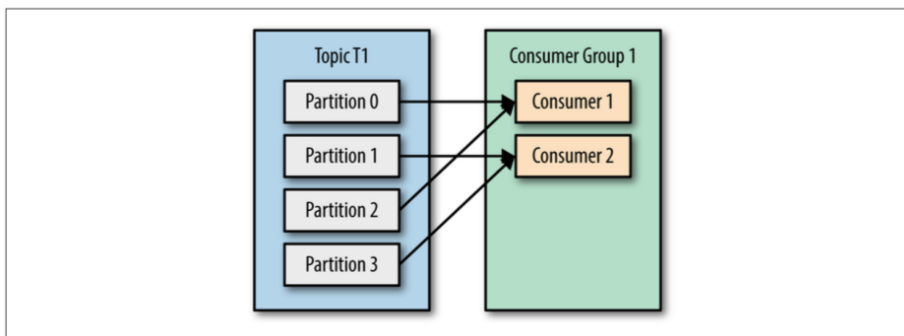 Topic T1
Partition 0
Partition 1
Partition 2
Partition 3
Consumer Group 1
Consumer 1
Consumer 2